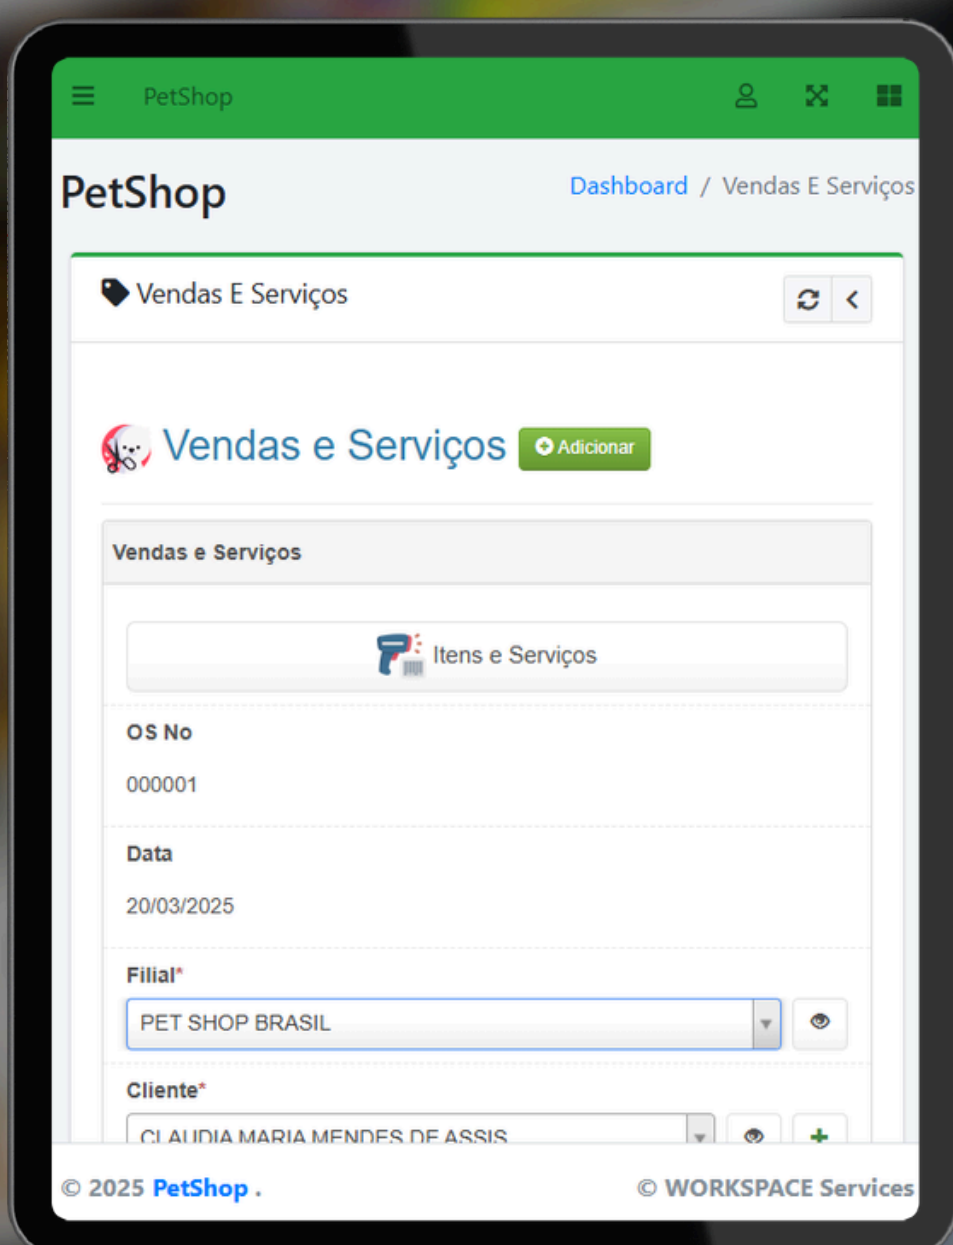 PetShop
PetShop
Dashboard / Vendas E Serviços
Vendas E Serviços
Vendas e Serviços Adicionar
Vendas e Serviços
Itens e Serviços
OS No
000001
Data
20/03/2025
Filial*
PET SHOP BRASIL
Cliente*
CLAUDIA MARIA MENDES DE ASSIS
© 2025 PetShop .
© WORKSPACE Services